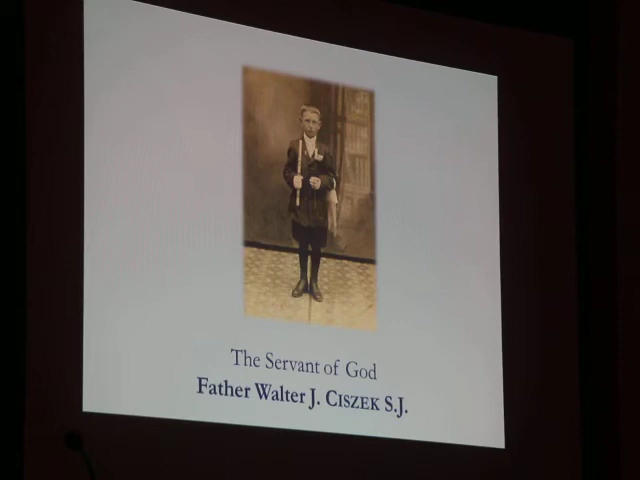 The Servant of God
Father Walter J. CISZEK S.J.